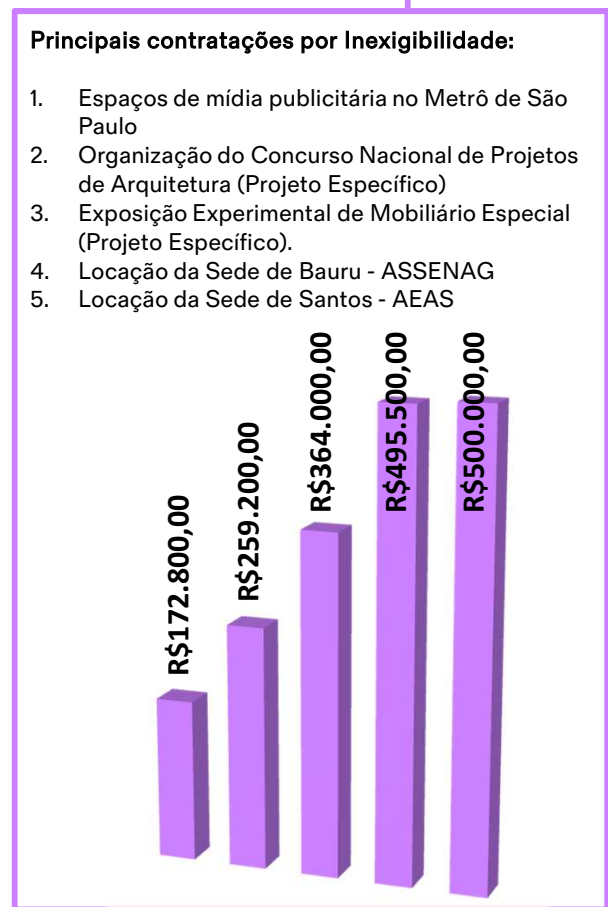 Principais contratações por Inexigibilidade:
1. Espaços de mídia publicitária no Metrô de São
Paulo
2. Organização do Concurso Nacional de Projetos
de Arquitetura (Projeto Específico)
3. Exposição Experimental de Mobiliário Especial
(Projeto Específico).
4. Locação da Sede de Bauru - ASSENAG
5. Locação da Sede de Santos - AEAS
R$172.800,00
R$259.200,00
R$364.000,00
R$495.500,00
R$500.000,00